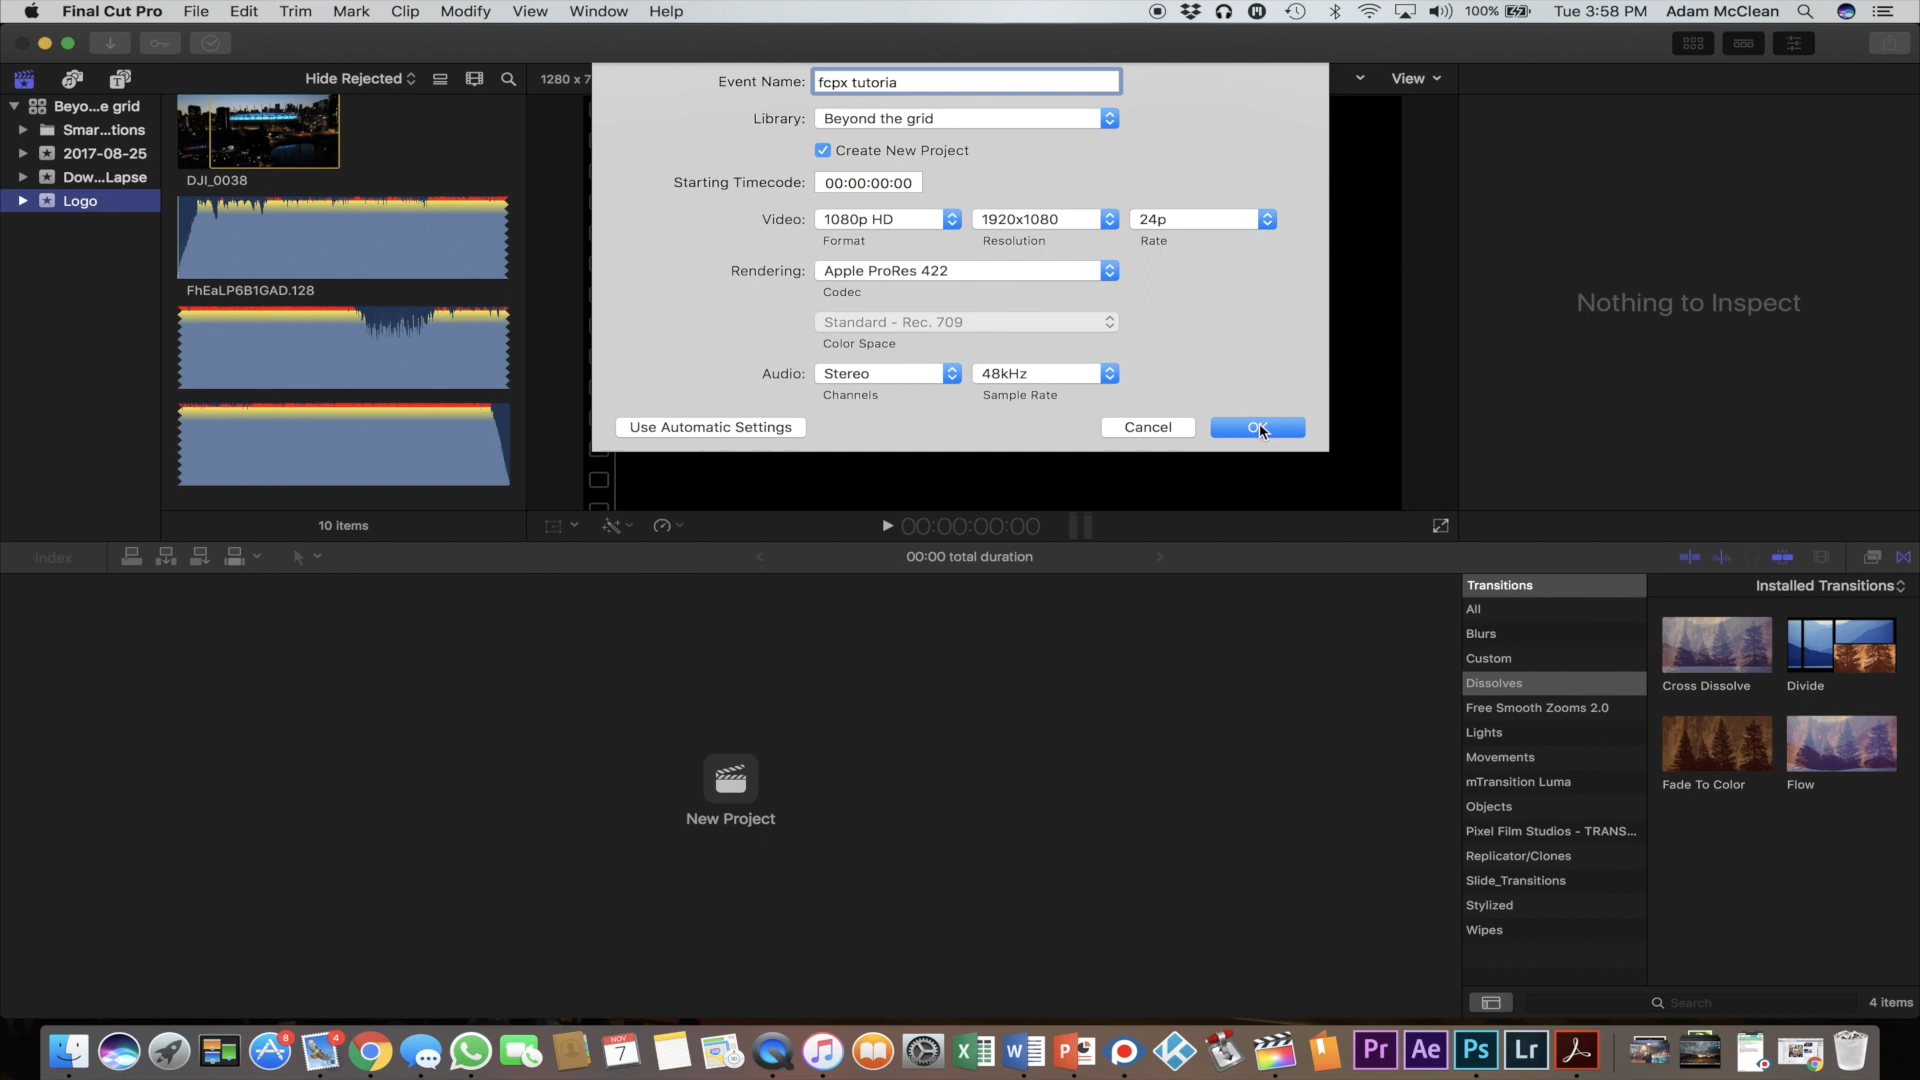 Final Cut Pro File Edit Trim Mark Clip Modify View Window Help 100% Tue 3:58 PM Adam McClean
Hide Rejected 1280 x 7 View
Beyo...e grid
Smar...tions
2017-08-25
Dow...Lapse
Logo
DJI_0038
FhEaLP6B1GAD.128
10 items
Event Name: fcpx tutoria
Library: Beyond the grid
Create New Project
Starting Timecode: 00:00:00:00
Video: 1080p HD 1920x1080 24p
Format Resolution Rate
Rendering: Apple ProRes 422
Codec
Standard - Rec. 709
Color Space
Audio: Stereo 48kHz
Channels Sample Rate
Use Automatic Settings Cancel OK
Nothing to Inspect
00:00:00:00
Index
00:00 total duration
New Project
Transitions
All
Blurs
Custom
Dissolves
Free Smooth Zooms 2.0
Lights
Movements
mTransition Luma
Objects
Pixel Film Studios - TRANS...
Replicator/Clones
Slide_Transitions
Stylized
Wipes
Installed Transitions
Cross Dissolve Divide
Fade To Color Flow
Search
4 items
8 4 NOV 7 X W P Pr Ae Ps Lr